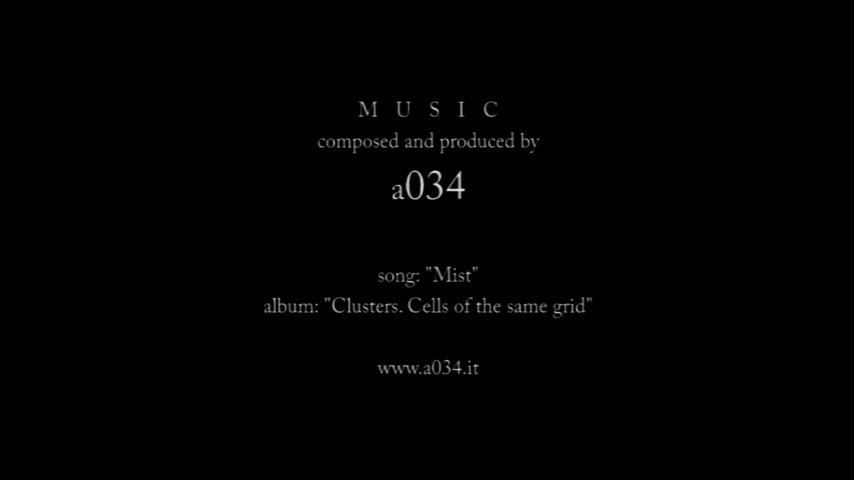 M U S I C
composed and produced by
a034
song: "Mist"
album: "Clusters. Cells of the same grid"
www.a034.it